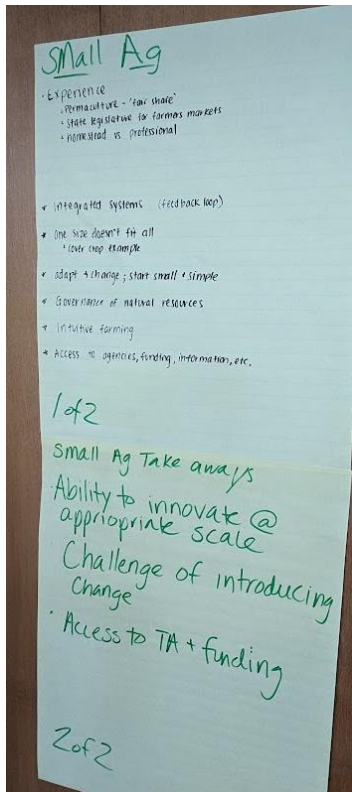 SMall Ag
· Experience
· Permaculture - 'fair share'
· State legislature for farmers markets
· homestead vs professional
* Integrated Systems (feedback loop)
* One size doesn't fit all
· cover crop example
* adapt + change; start small + simple
* Governance of natural resources
* Intuitive farming
* Access to agencies, funding, information, etc.
1 of 2
Small Ag Take aways
· Ability to innovate @
appriopriate scale
Challenge of introducing
Change
· Access to TA + funding
2 of 2